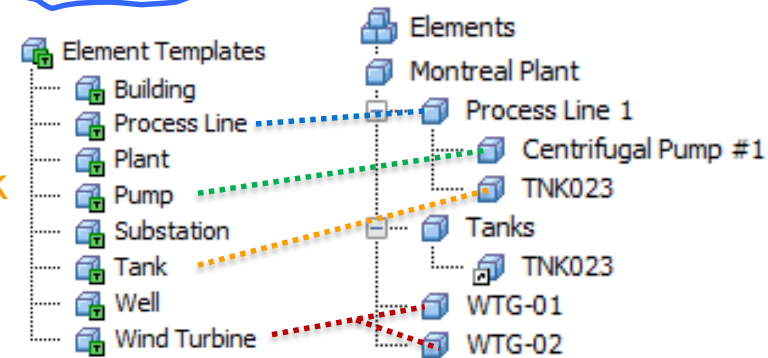 Element Templates
Building
Process Line
Plant
Pump
Substation
Tank
Well
Wind Turbine
Elements
Montreal Plant
Process Line 1
Centrifugal Pump #1
TNK023
Tanks
TNK023
WTG-01
WTG-02